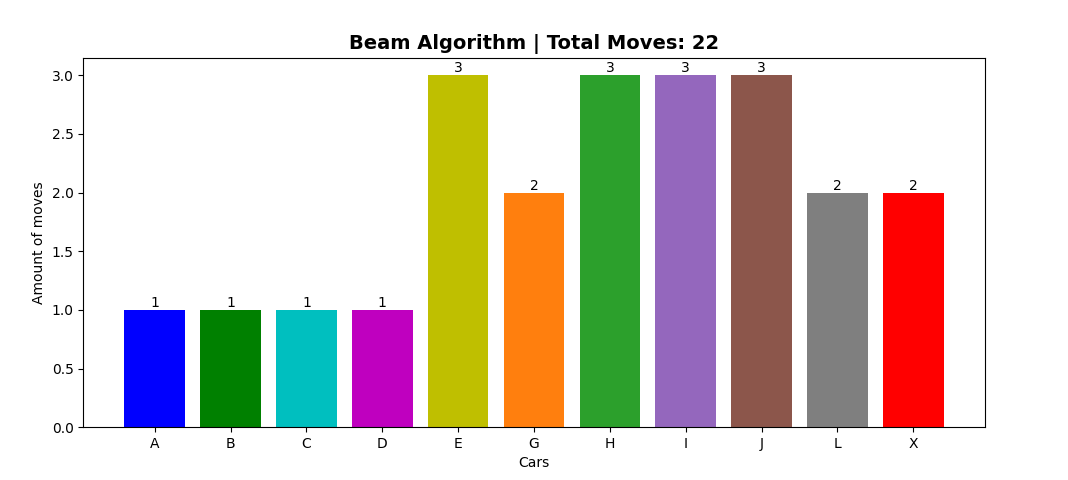 Beam Algorithm | Total Moves: 22
3 3 3 3
3.0
2.5
2 2 2
2.0
Amount of moves
1.5
1 1 1 1
1.0
0.5
0.0
A B C D E G H I J L X
Cars